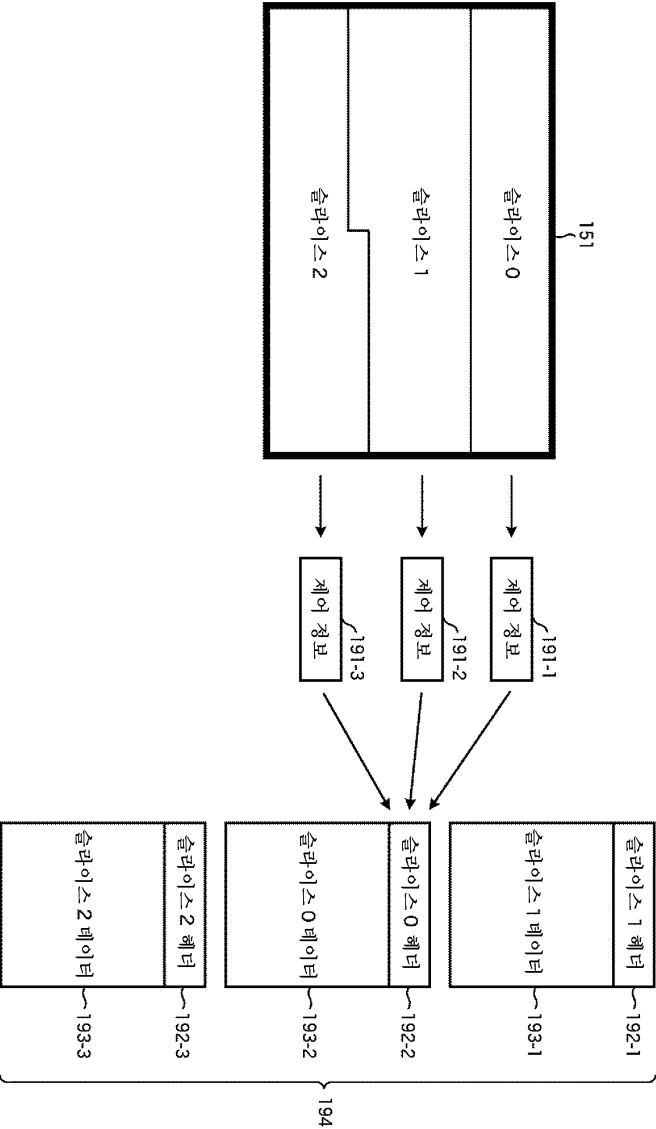 151
슬라이스 0
슬라이스 1
슬라이스 2
191-1
제어 정보
191-2
제어 정보
191-3
제어 정보
슬라이스 1 헤더
192-1
슬라이스 1 데이터
193-1
슬라이스 0 헤더
192-2
슬라이스 0 데이터
193-2
슬라이스 2 헤더
192-3
슬라이스 2 데이터
193-3
194